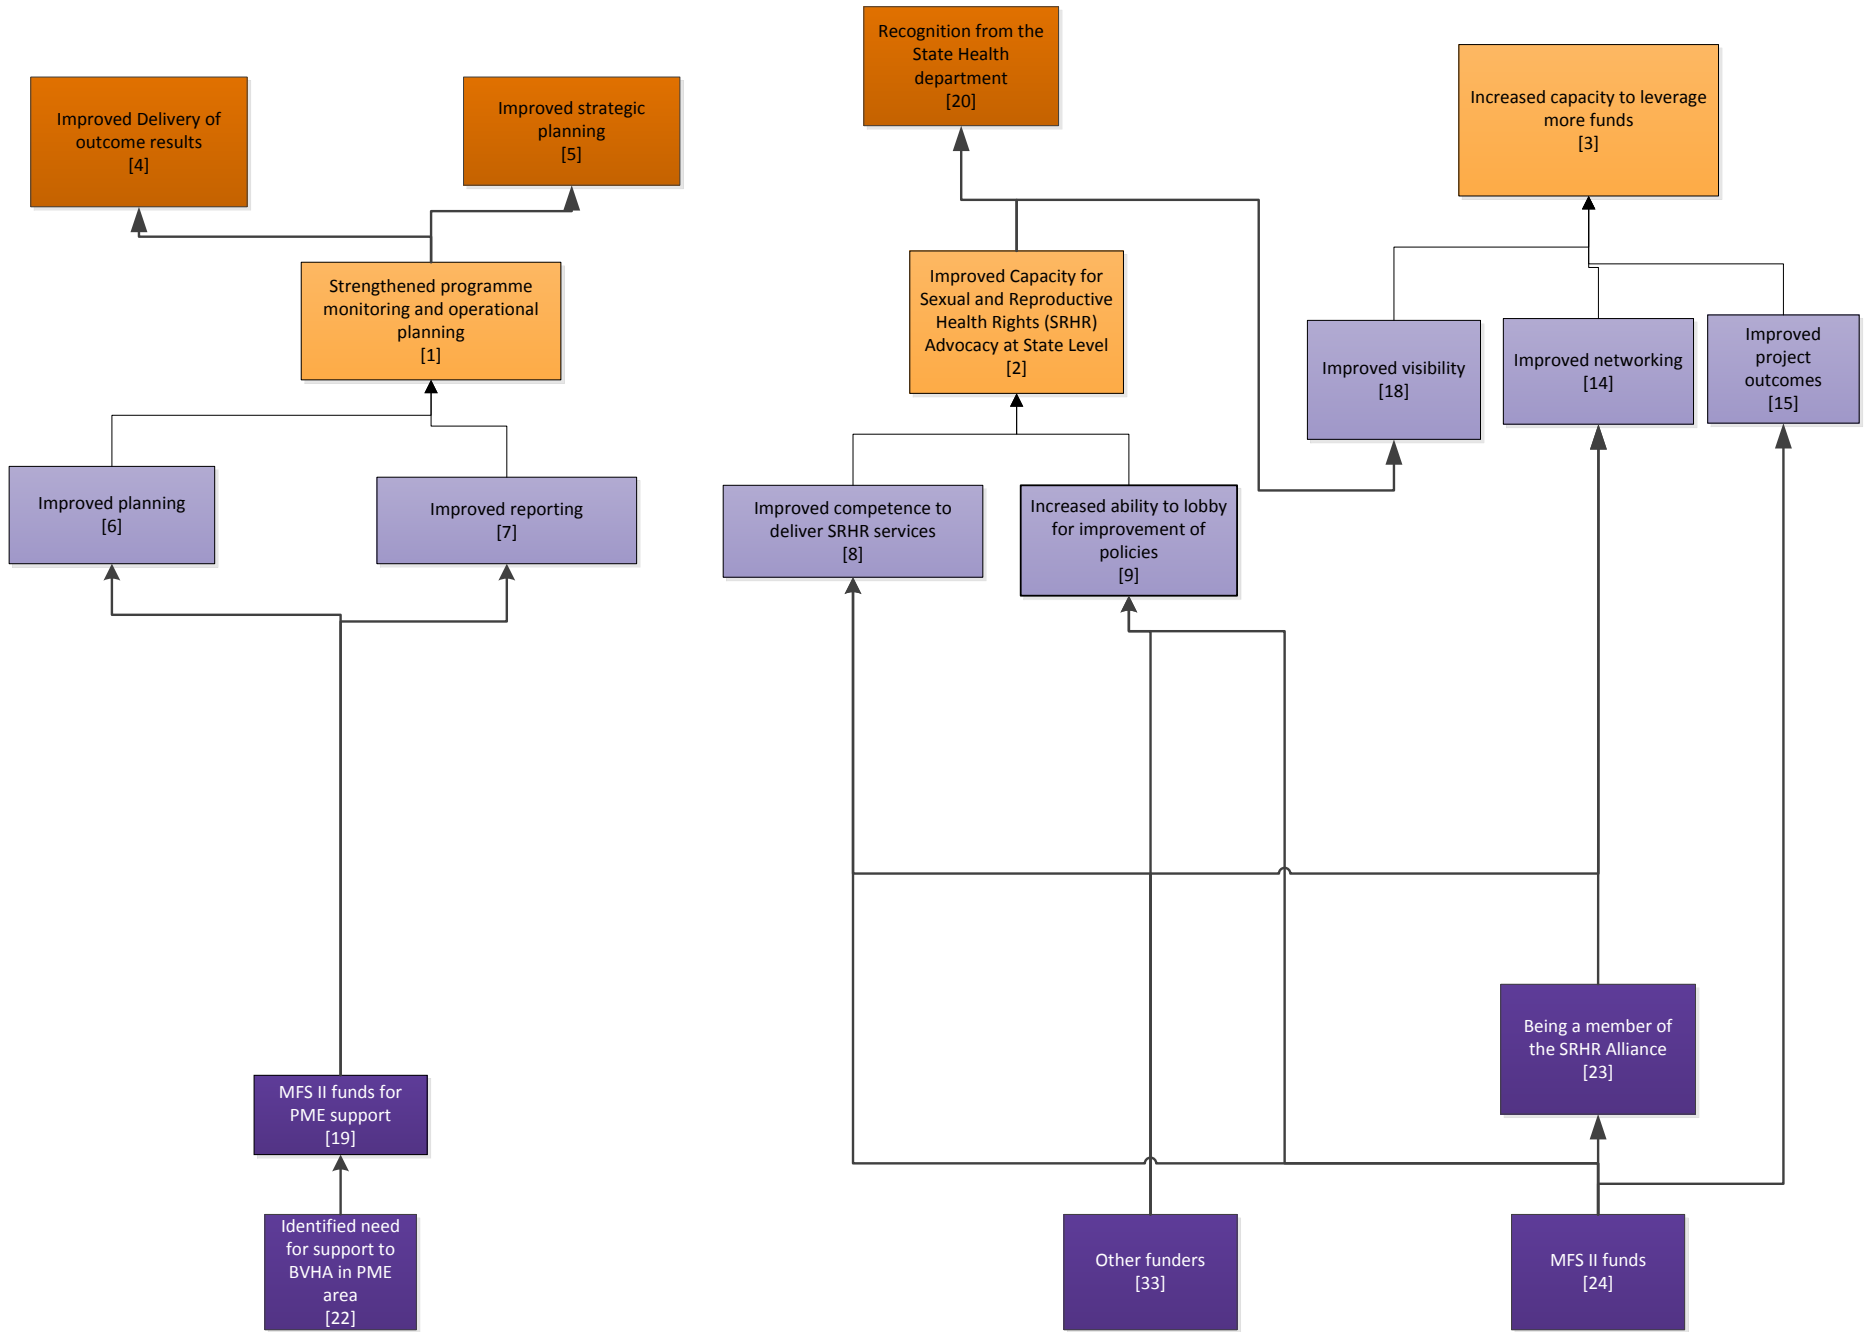 Recognition from the
State Health
department
[20]
Increased capacity to leverage
more funds
[3]
Improved Delivery of
outcome results
[4]
Improved strategic
planning
[5]
Strengthened programme
monitoring and operational
planning
[1]
Improved Capacity for
Sexual and Reproductive
Health Rights (SRHR)
Advocacy at State Level
[2]
Improved visibility
[18]
Improved networking
[14]
Improved
project
outcomes
[15]
Improved planning
[6]
Improved reporting
[7]
Improved competence to
deliver SRHR services
[8]
Increased ability to lobby
for improvement of
policies
[9]
Being a member of
the SRHR Alliance
[23]
MFS II funds for
PME support
[19]
Identified need
for support to
BVHA in PME
area
[22]
Other funders
[33]
MFS II funds
[24]